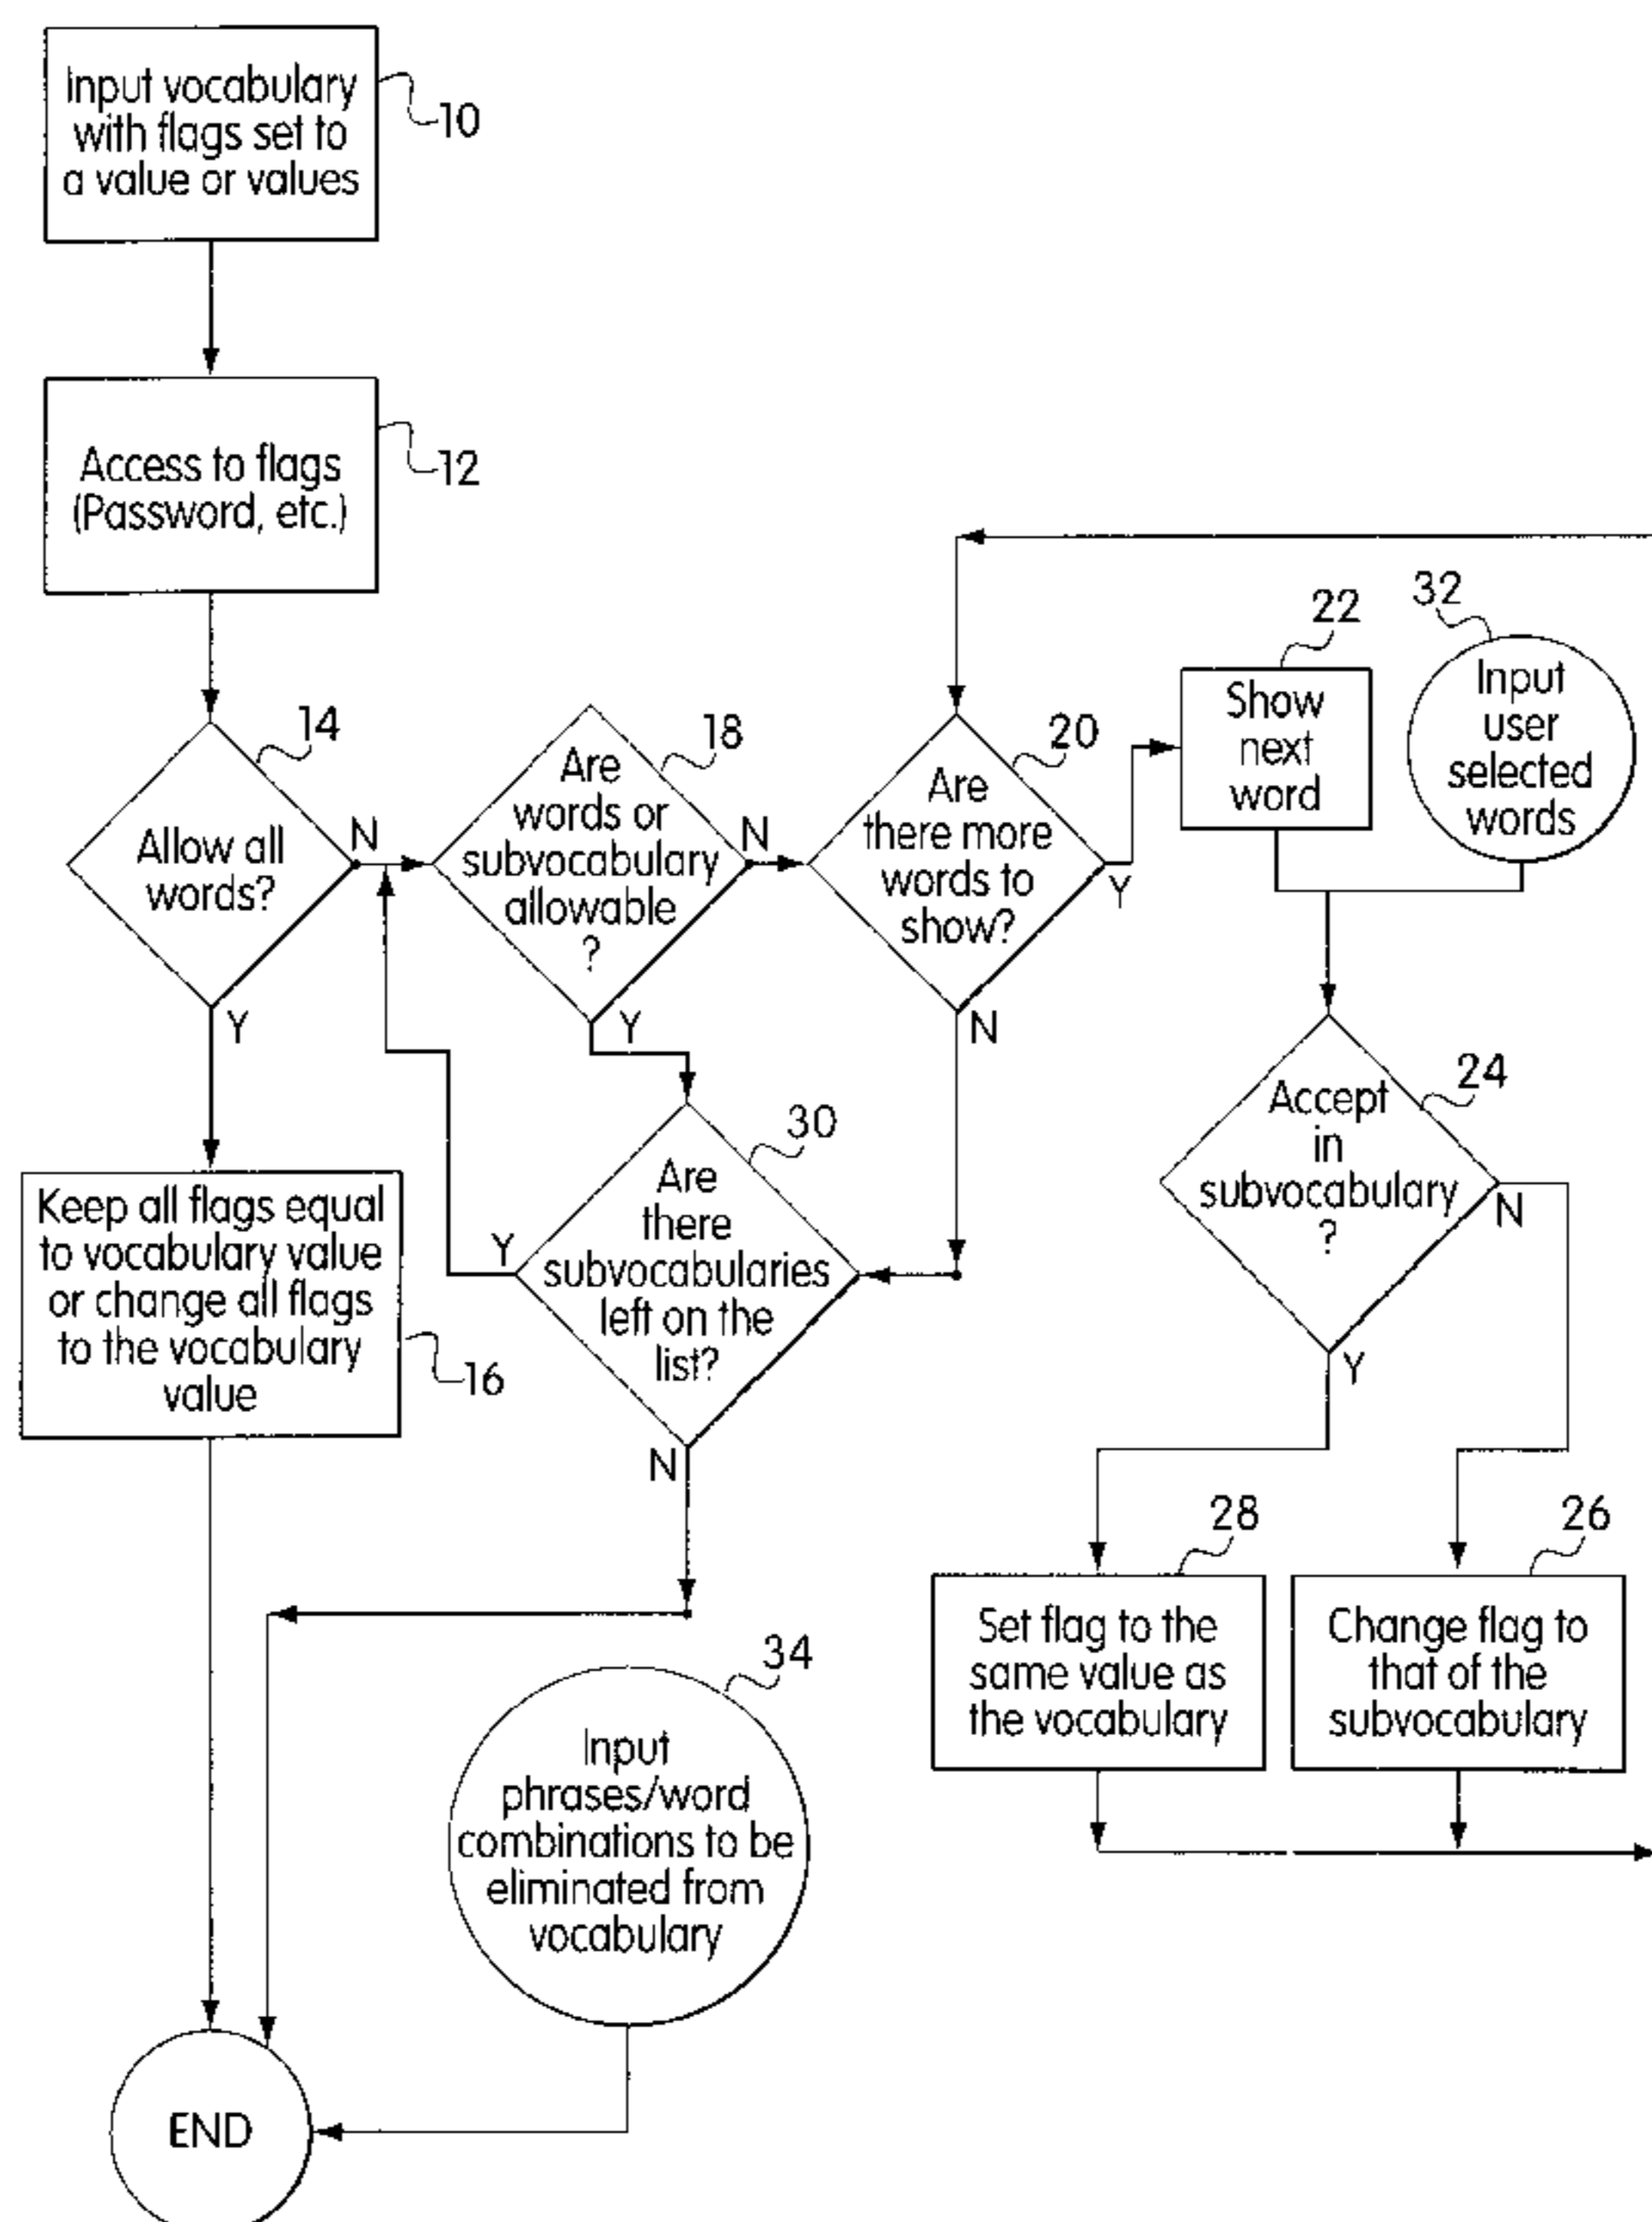 Input vocabulary
with flags set to
a value or values
10
Access to flags
(Password, etc.)
12
14
Allow all
words?
N
Y
Keep all flags equal
to vocabulary value
or change all flags
to the vocabulary
value
16
18
Are
words or
subvocabulary
allowable
?
N
Y
20
Are
there more
words to
show?
Y
N
22
Show
next
word
32
Input
user
selected
words
24
Accept
in
subvocabulary
?
N
Y
30
Are
there
subvocabularies
left on the
list?
Y
N
28
Set flag to the
same value as
the vocabulary
26
Change flag to
that of the
subvocabulary
34
Input
phrases/word
combinations to be
eliminated from
vocabulary
END